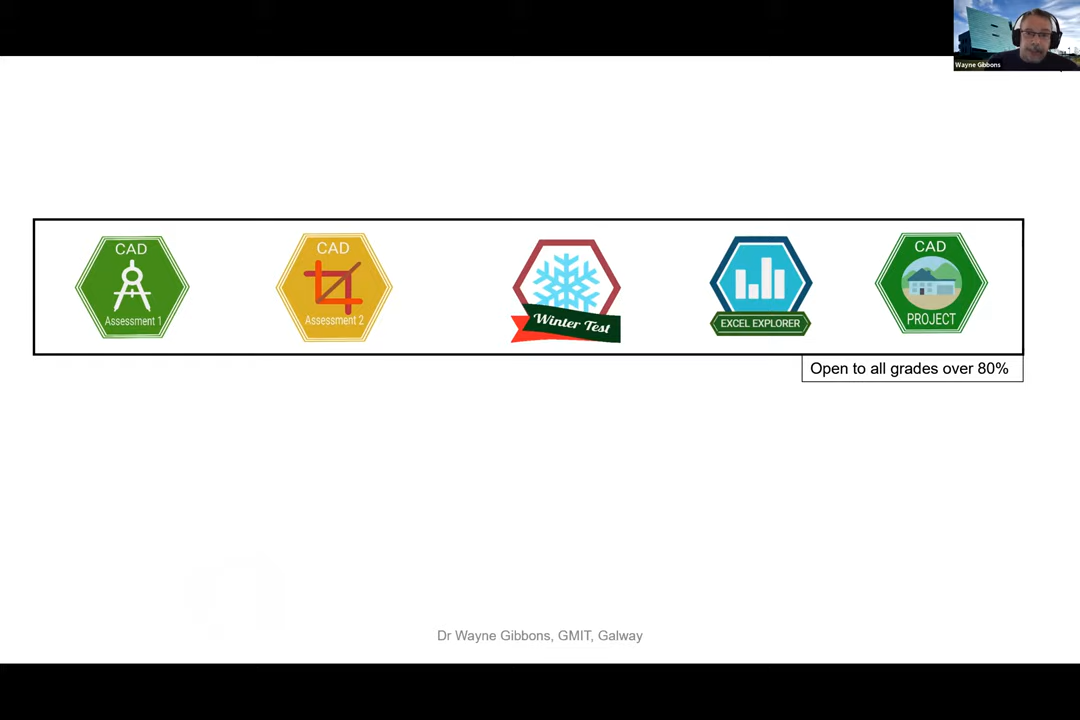 Wayne Gibbons
CAD
Assessment 1
CAD
Assessment 2
Winter Test
EXCEL EXPLORER
CAD
PROJECT
Open to all grades over 80%
Dr Wayne Gibbons, GMIT, Galway